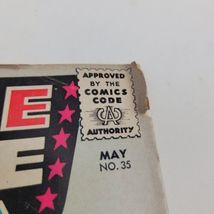 APPROVED
BY THE
COMICS
CODE
CA
AUTHORITY
E
E
MAY
NO. 35